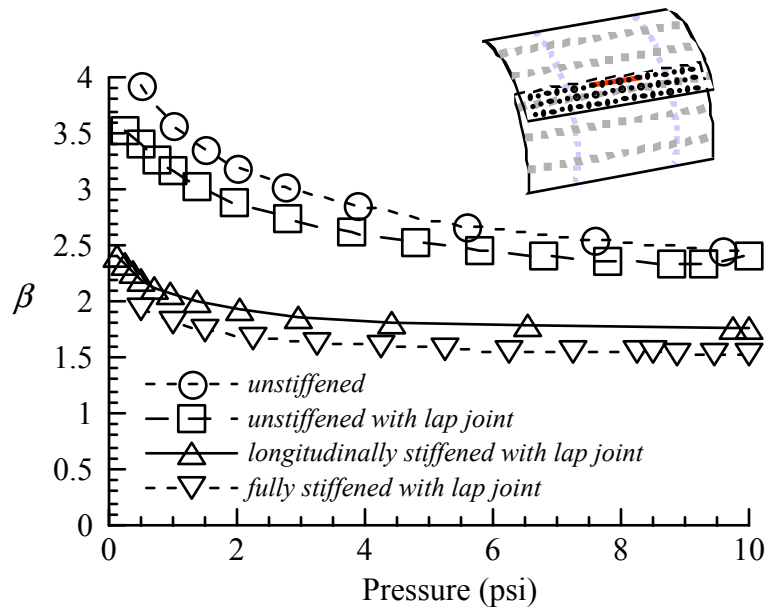 4
3.5
3
2.5
β
2
1.5
unstiffened
1
unstiffened with lap joint
longitudinally stiffened with lap joint
0.5
fully stiffened with lap joint
0
0 2 4 6 8 10
Pressure (psi)